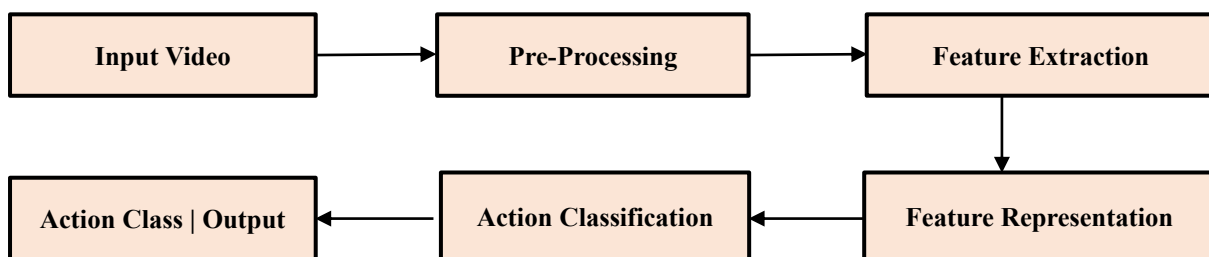 Input Video
Pre-Processing
Feature Extraction
Feature Representation
Action Classification
Action Class | Output